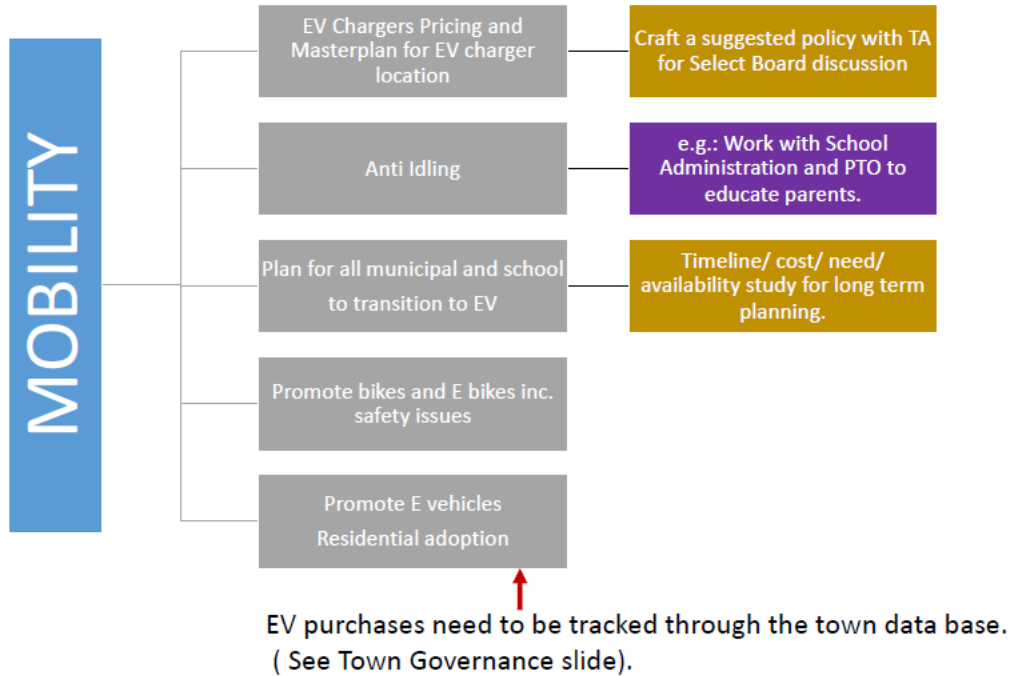 MOBILITY
EV Chargers Pricing and
Masterplan for EV charger
location
Craft a suggested policy with TA
for Select Board discussion
Anti Idling
e.g.: Work with School
Administration and PTO to
educate parents.
Plan for all municipal and school
to transition to EV
Timeline/ cost/ need/
availability study for long term
planning.
Promote bikes and E bikes inc.
safety issues
Promote E vehicles
Residential adoption
EV purchases need to be tracked through the town data base.
( See Town Governance slide).